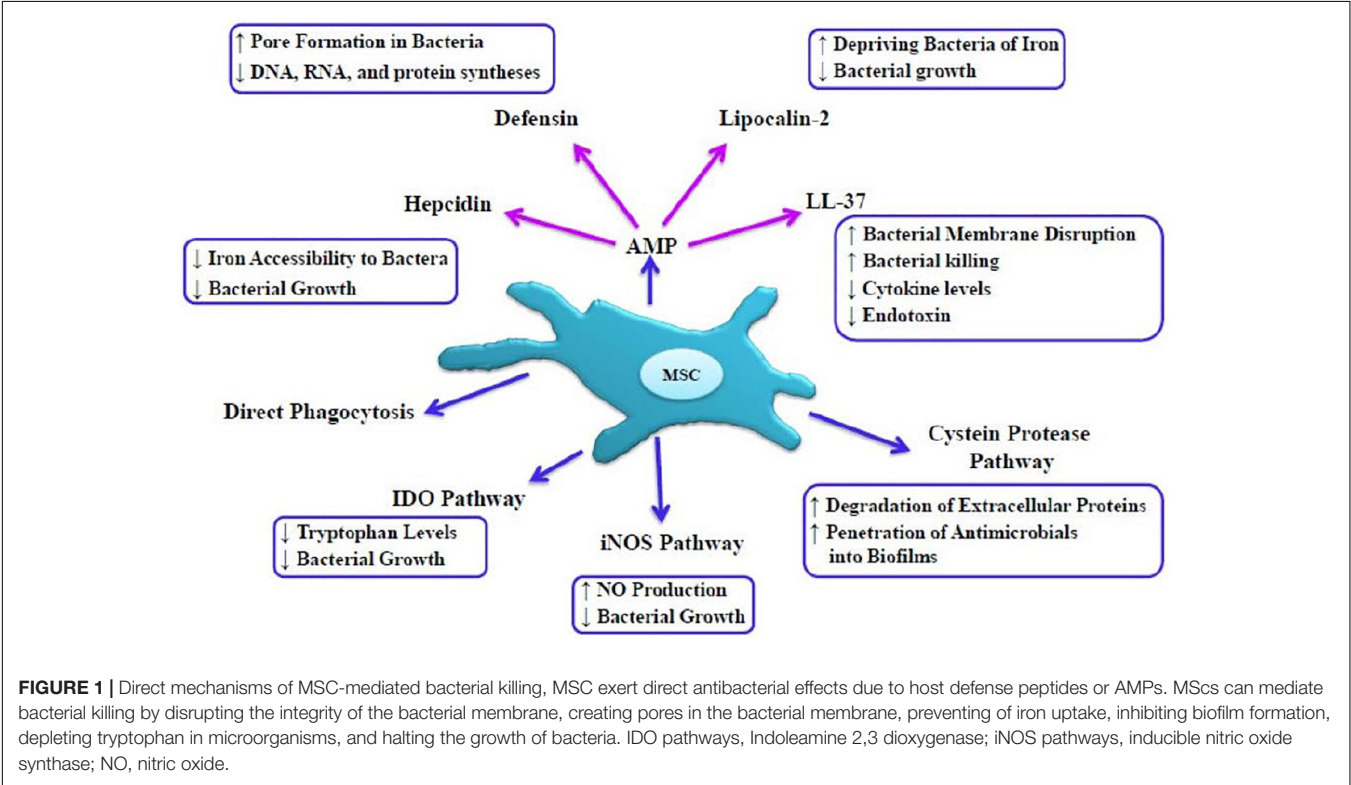 ↑ Pore Formation in Bacteria
↓ DNA, RNA, and protein syntheses
↑ Depriving Bacteria of Iron
↓ Bacterial growth
Defensin
Lipocalin-2
Hepcidin
LL-37
AMP
↓ Iron Accessibility to Bactera
↓ Bacterial Growth
↑ Bacterial Membrane Disruption
↑ Bacterial killing
↓ Cytokine levels
↓ Endotoxin
MSC
Direct Phagocytosis
Cystein Protease
Pathway
IDO Pathway
↓ Tryptophan Levels
↓ Bacterial Growth
iNOS Pathway
↑ NO Production
↓ Bacterial Growth
↑ Degradation of Extracellular Proteins
↑ Penetration of Antimicrobials
into Biofilms
FIGURE 1 | Direct mechanisms of MSC-mediated bacterial killing, MSC exert direct antibacterial effects due to host defense peptides or AMPs. MScs can mediate
bacterial killing by disrupting the integrity of the bacterial membrane, creating pores in the bacterial membrane, preventing of iron uptake, inhibiting biofilm formation,
depleting tryptophan in microorganisms, and halting the growth of bacteria. IDO pathways, Indoleamine 2,3 dioxygenase; iNOS pathways, inducible nitric oxide
synthase; NO, nitric oxide.